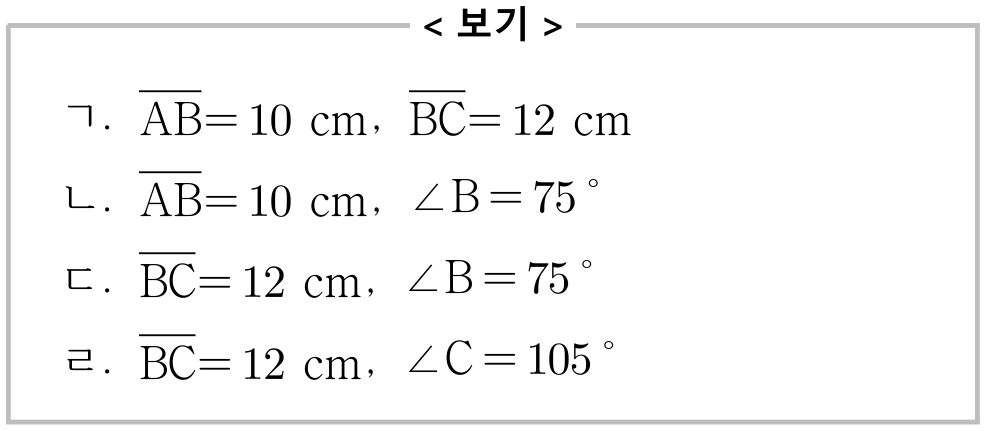 < 보기 >
ㄱ. AB= 10 cm, BC= 12 cm
ㄴ. AB= 10 cm, ∠B = 75°
ㄷ. BC= 12 cm, ∠B = 75°
ㄹ. BC= 12 cm, ∠C = 105°